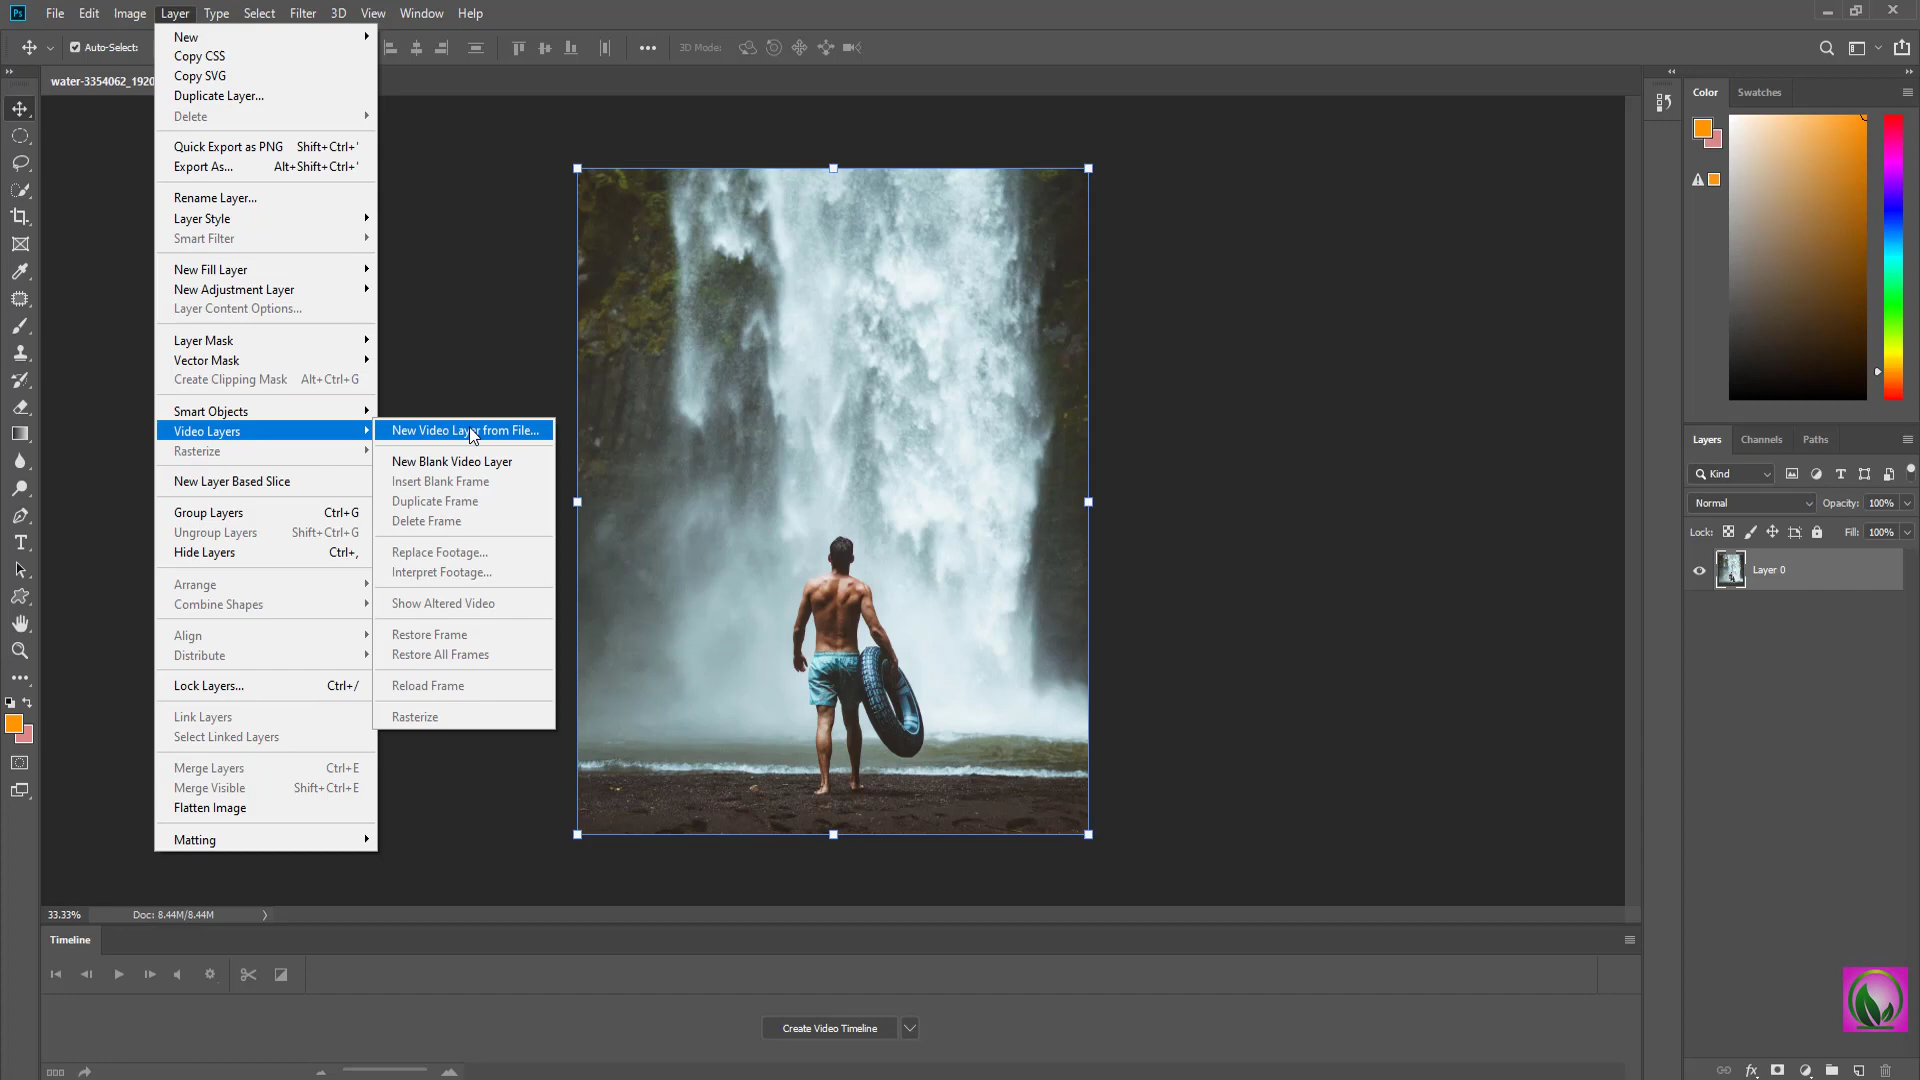 Ps File Edit Image Layer Type Select Filter 3D View Window Help
Auto-Select:
3D Mode:
water-3354062_1920
New
Copy CSS
Copy SVG
Duplicate Layer...
Delete
Quick Export as PNG Shift+Ctrl+'
Export As... Alt+Shift+Ctrl+'
Rename Layer...
Layer Style
Smart Filter
New Fill Layer
New Adjustment Layer
Layer Content Options...
Layer Mask
Vector Mask
Create Clipping Mask Alt+Ctrl+G
Smart Objects
Video Layers
Rasterize
New Layer Based Slice
Group Layers Ctrl+G
Ungroup Layers Shift+Ctrl+G
Hide Layers Ctrl+,
Arrange
Combine Shapes
Align
Distribute
Lock Layers... Ctrl+/
Link Layers
Select Linked Layers
Merge Layers Ctrl+E
Merge Visible Shift+Ctrl+E
Flatten Image
Matting
New Video Layer from File...
New Blank Video Layer
Insert Blank Frame
Duplicate Frame
Delete Frame
Replace Footage...
Interpret Footage...
Show Altered Video
Restore Frame
Restore All Frames
Reload Frame
Rasterize
Color Swatches
Layers Channels Paths
Kind
Normal Opacity: 100%
Lock: Fill: 100%
Layer 0
33.33% Doc: 8.44M/8.44M
Timeline
Create Video Timeline
fx